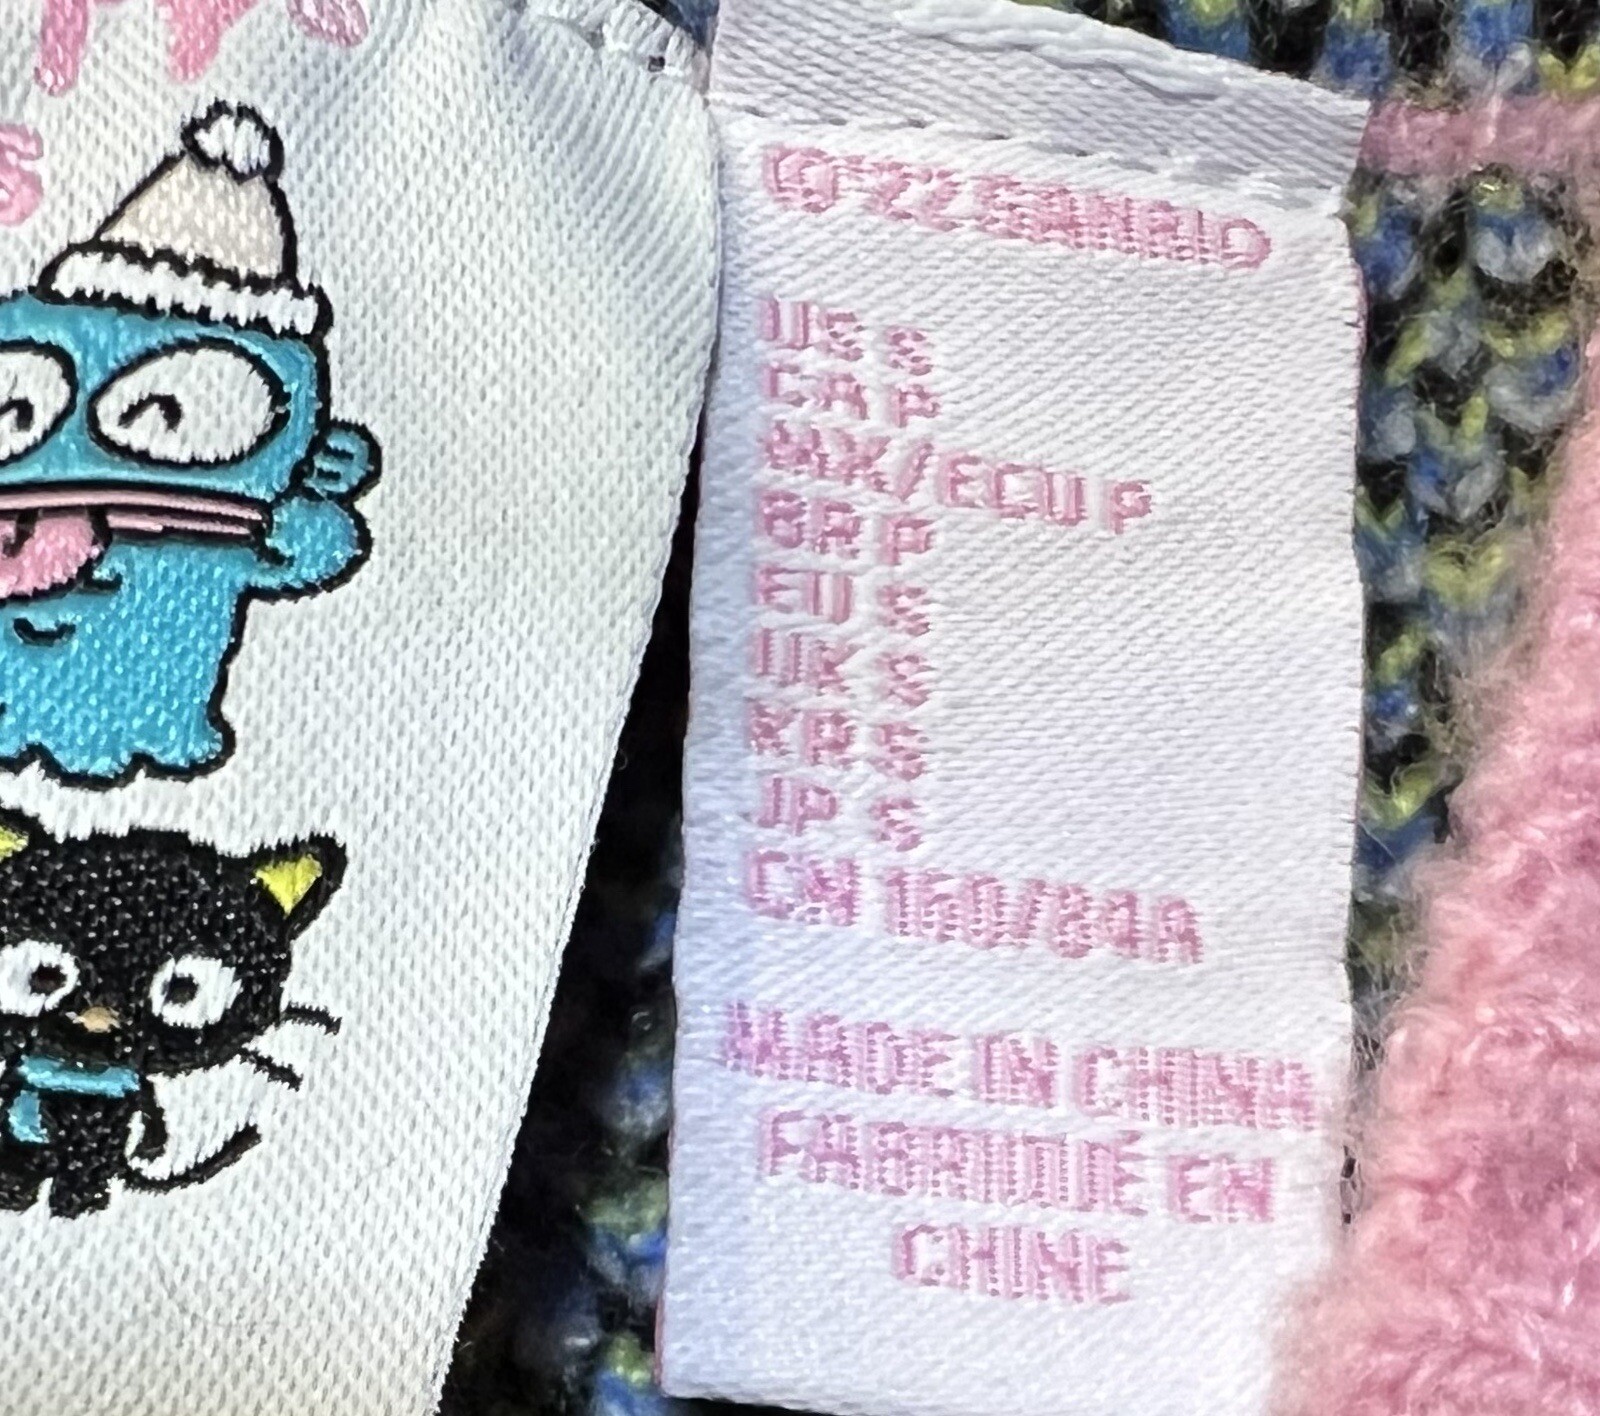 ©'22 SANRIO
US S
CA P
MX/ECU P
BR P
EU S
UK S
KR S
JP S
CN 160/84A
MADE IN CHINA
FABRIQUÉ EN
CHINE